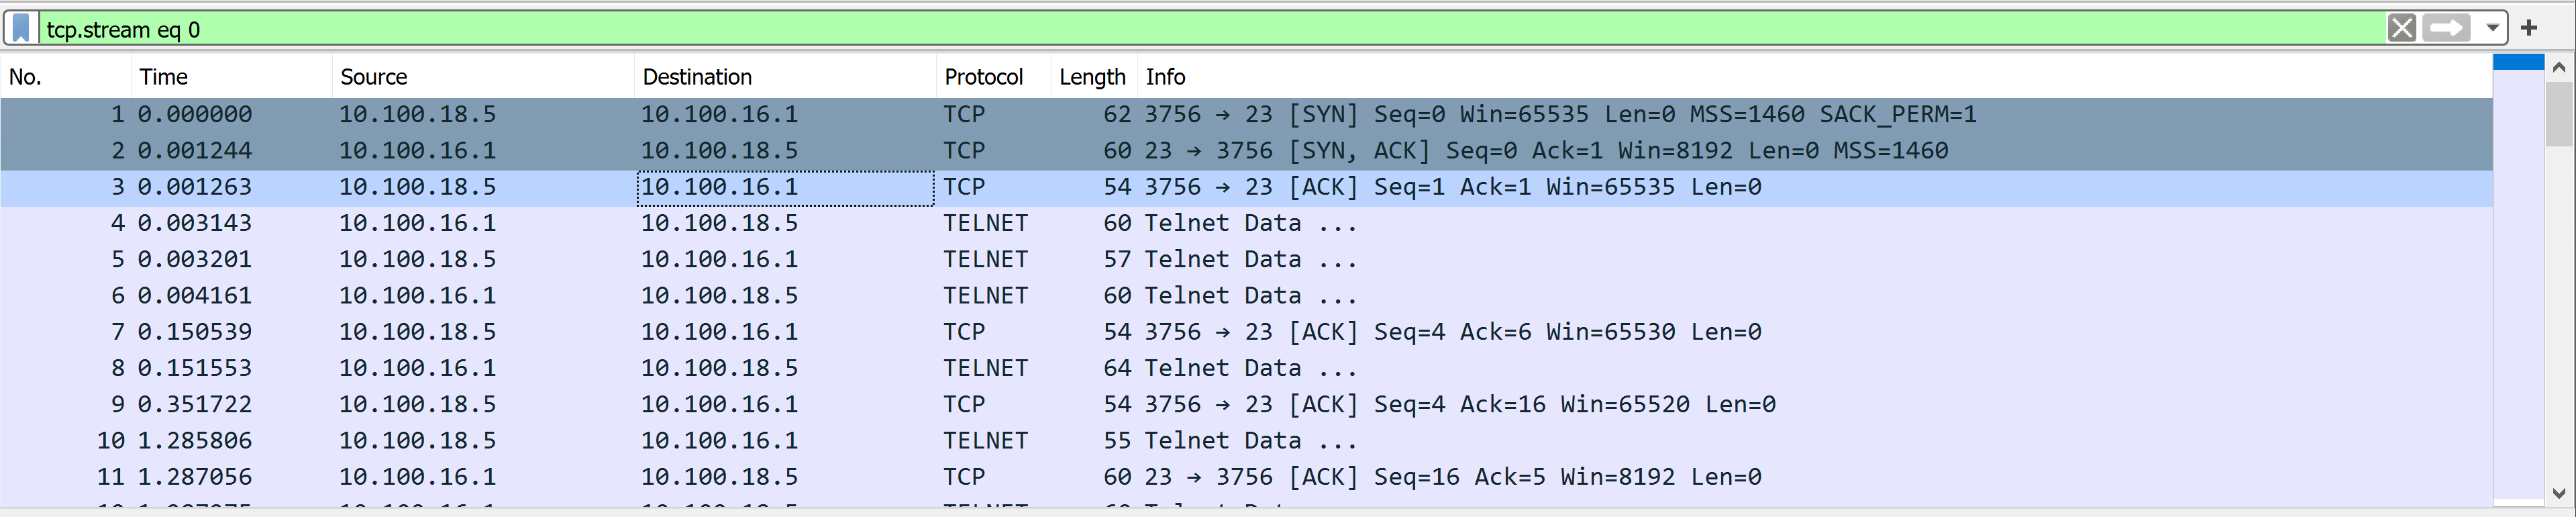 tcp.stream eq 0
No. Time Source Destination Protocol Length Info
1 0.000000 10.100.18.5 10.100.16.1 TCP 62 3756 → 23 [SYN] Seq=0 Win=65535 Len=0 MSS=1460 SACK_PERM=1
2 0.001244 10.100.16.1 10.100.18.5 TCP 60 23 → 3756 [SYN, ACK] Seq=0 Ack=1 Win=8192 Len=0 MSS=1460
3 0.001263 10.100.18.5 10.100.16.1 TCP 54 3756 → 23 [ACK] Seq=1 Ack=1 Win=65535 Len=0
4 0.003143 10.100.16.1 10.100.18.5 TELNET 60 Telnet Data ...
5 0.003201 10.100.18.5 10.100.16.1 TELNET 57 Telnet Data ...
6 0.004161 10.100.16.1 10.100.18.5 TELNET 60 Telnet Data ...
7 0.150539 10.100.18.5 10.100.16.1 TCP 54 3756 → 23 [ACK] Seq=4 Ack=6 Win=65530 Len=0
8 0.151553 10.100.16.1 10.100.18.5 TELNET 64 Telnet Data ...
9 0.351722 10.100.18.5 10.100.16.1 TCP 54 3756 → 23 [ACK] Seq=4 Ack=16 Win=65520 Len=0
10 1.285806 10.100.18.5 10.100.16.1 TELNET 55 Telnet Data ...
11 1.287056 10.100.16.1 10.100.18.5 TCP 60 23 → 3756 [ACK] Seq=16 Ack=5 Win=8192 Len=0